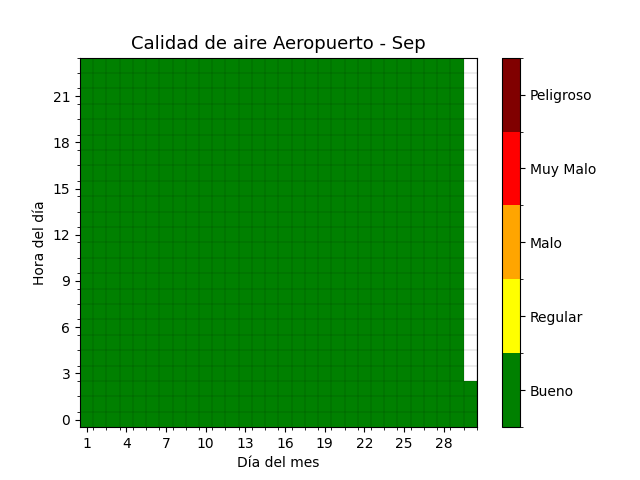 Calidad de aire Aeropuerto - Sep
21
18
15
12
9
6
3
0
Hora del día
1 4 7 10 13 16 19 22 25 28
Día del mes
Peligroso
Muy Malo
Malo
Regular
Bueno